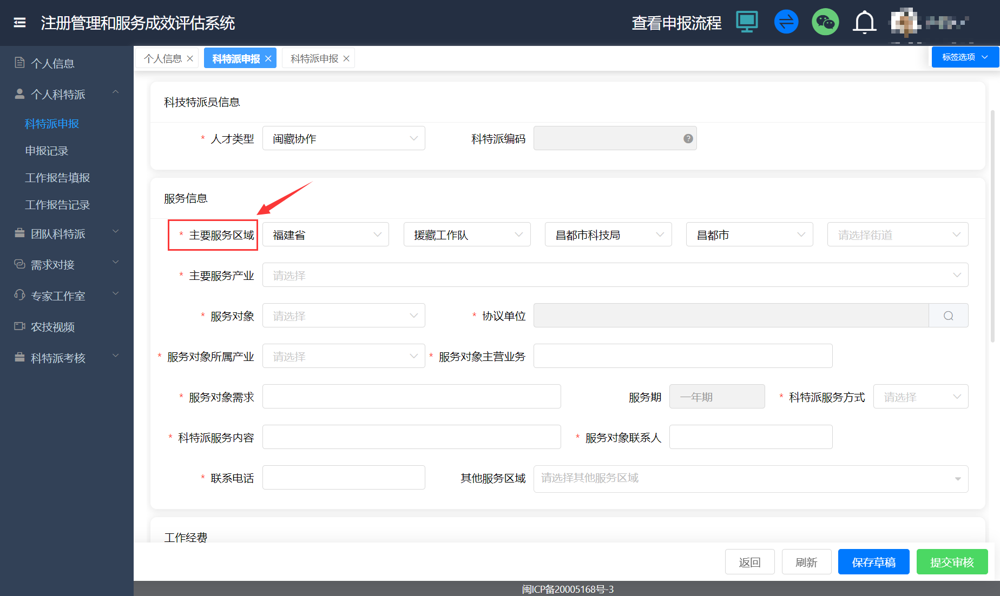 注册管理和服务成效评估系统
查看申报流程
个人信息
个人科特派
科特派申报
申报记录
工作报告填报
工作报告记录
团队科特派
需求对接
专家工作室
农技视频
科特派考核
个人信息 科特派申报 科特派申报 标签选项
科技特派员信息
* 人才类型 闽藏协作 科特派编码
服务信息
* 主要服务区域 福建省 援藏工作队 昌都市科技局 昌都市 请选择街道
* 主要服务产业 请选择
* 服务对象 请选择 * 协议单位
* 服务对象所属产业 请选择 * 服务对象主营业务
* 服务对象需求 服务期 一年期 * 科特派服务方式 请选择
* 科特派服务内容 * 服务对象联系人
* 联系电话 其他服务区域 请选择其他服务区域
工作经费
返回 刷新 保存草稿 提交审核
闽ICP备20005168号-3